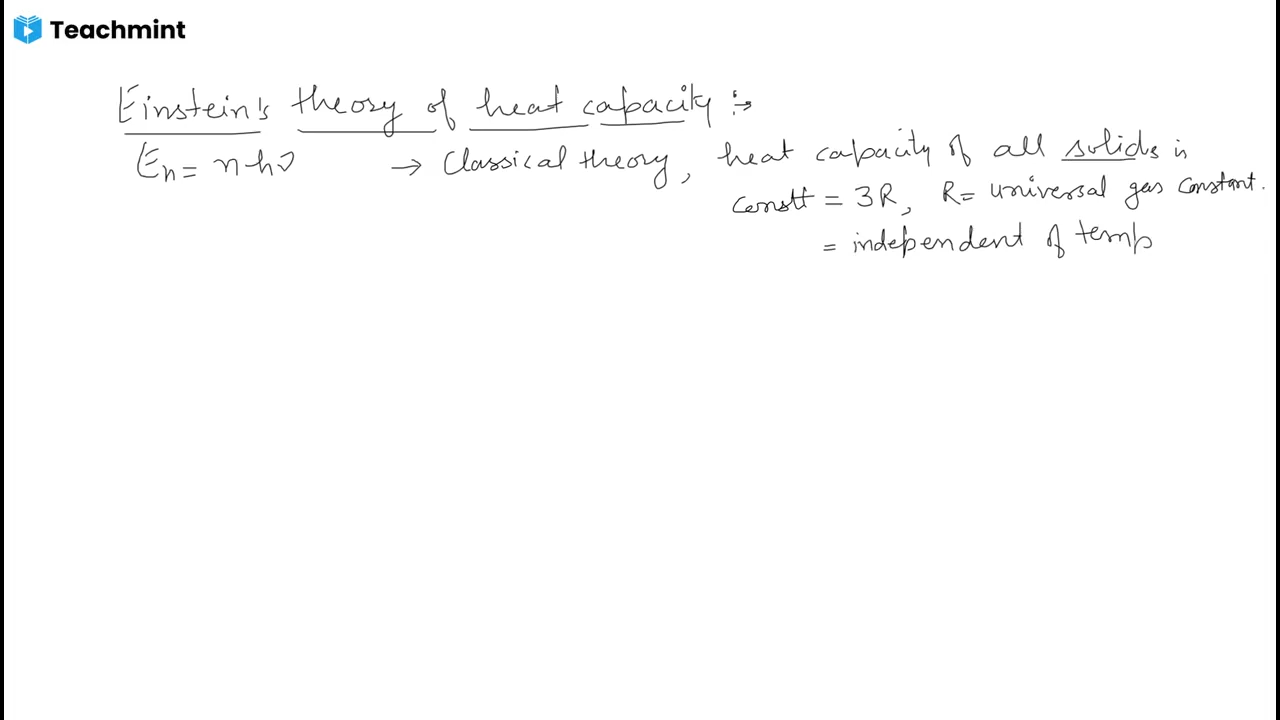 Teachmint
Einstein's theory of heat capacity :→
En = nhν → Classical theory, heat capacity of all solids is
constt = 3R, R = universal gas constant.
= independent of temp